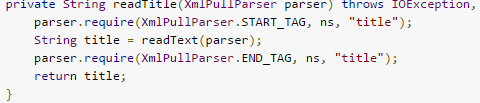 private String readTitle(XmlPullParser parser) throws IOException,
parser.require(XmlPullParser.START_TAG, ns, "title");
String title = readText(parser);
parser.require(XmlPullParser.END_TAG, ns, "title");
return title;
}